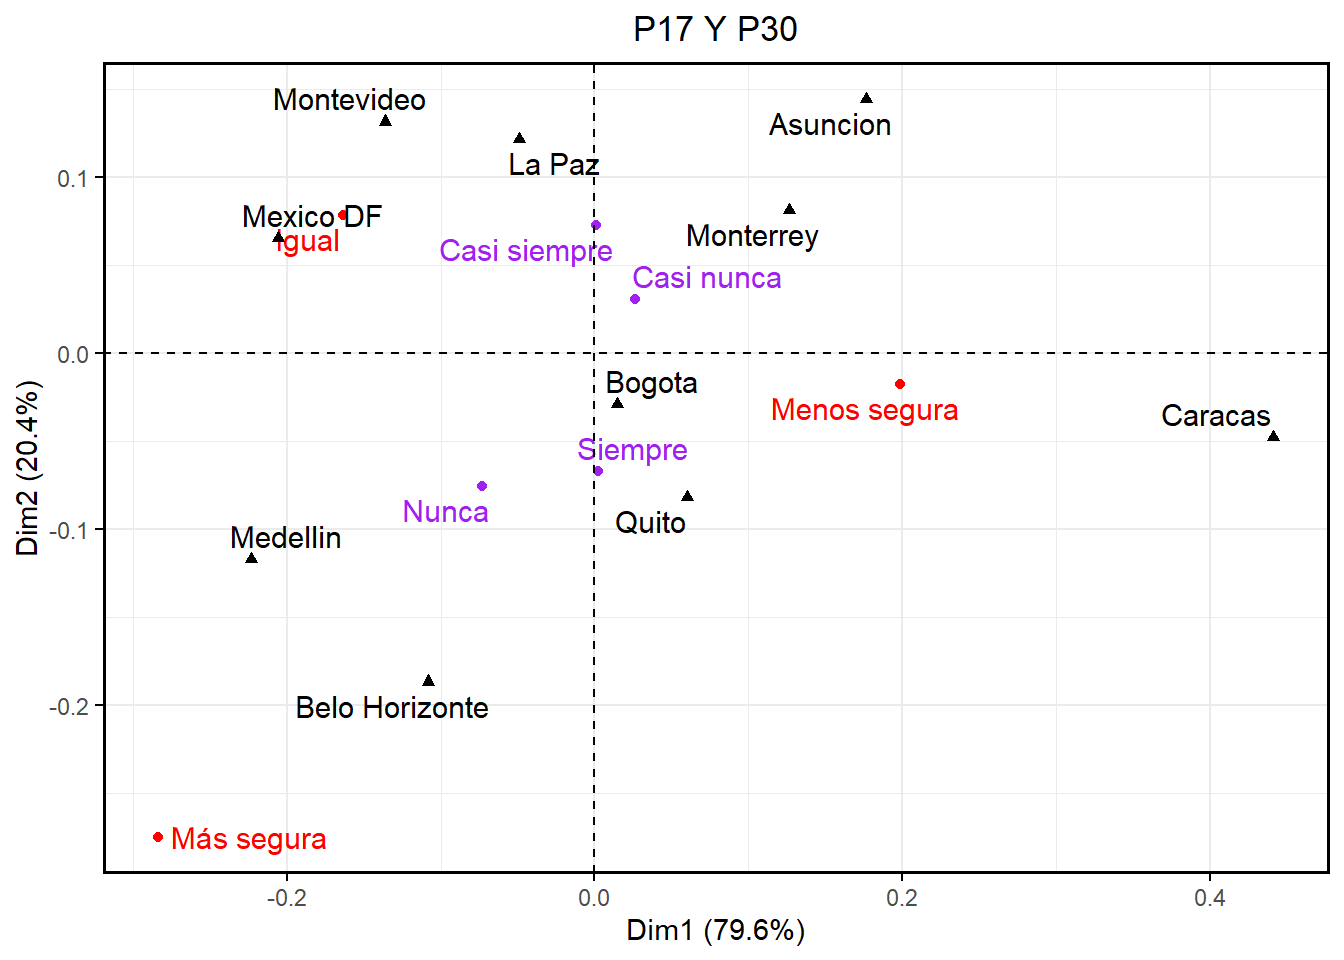 P17 Y P30
Montevideo
Asuncion
La Paz
0.1
Mexico DF
Igual
Monterrey
Casi siempre
Casi nunca
0.0
Bogota
Menos segura
Caracas
Siempre
Nunca
Quito
-0.1
Medellin
Dim2 (20.4%)
-0.2
Belo Horizonte
Más segura
-0.2
0.0
0.2
0.4
Dim1 (79.6%)